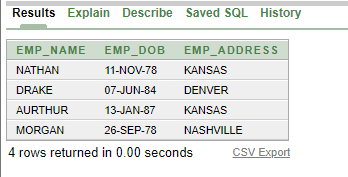 Results Explain Describe Saved SQL History
EMP_NAME EMP_DOB EMP_ADDRESS
NATHAN 11-NOV-78 KANSAS
DRAKE 07-JUN-84 DENVER
AURTHUR 13-JAN-87 KANSAS
MORGAN 26-SEP-78 NASHVILLE
4 rows returned in 0.00 seconds CSV Export